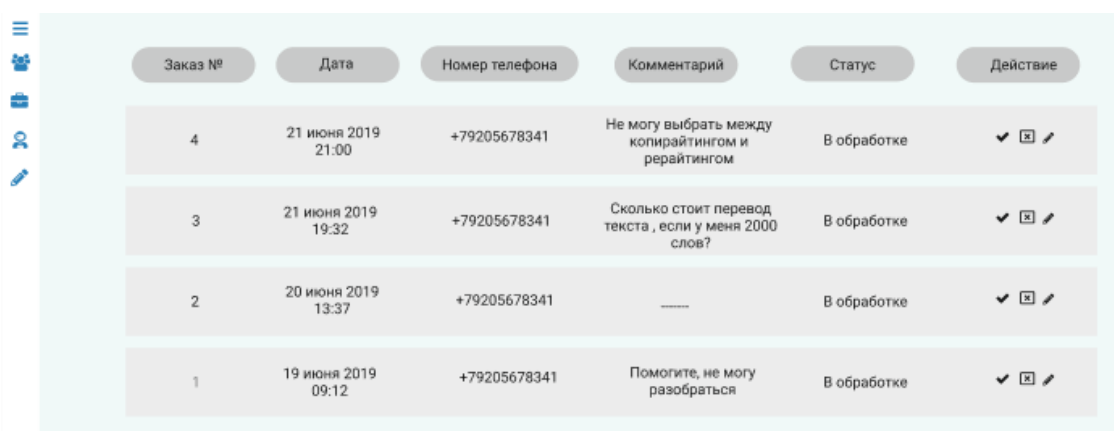 Заказ №
Дата
Номер телефона
Комментарий
Статус
Действие
4
21 июня 2019
21:00
+79205678341
Не могу выбрать между
копирайтингом и
рерайтингом
В обработке
3
21 июня 2019
19:32
+79205678341
Сколько стоит перевод
текста , если у меня 2000
слов?
В обработке
2
20 июня 2019
13:37
+79205678341
В обработке
1
19 июня 2019
09:12
+79205678341
Помогите, не могу
разобраться
В обработке